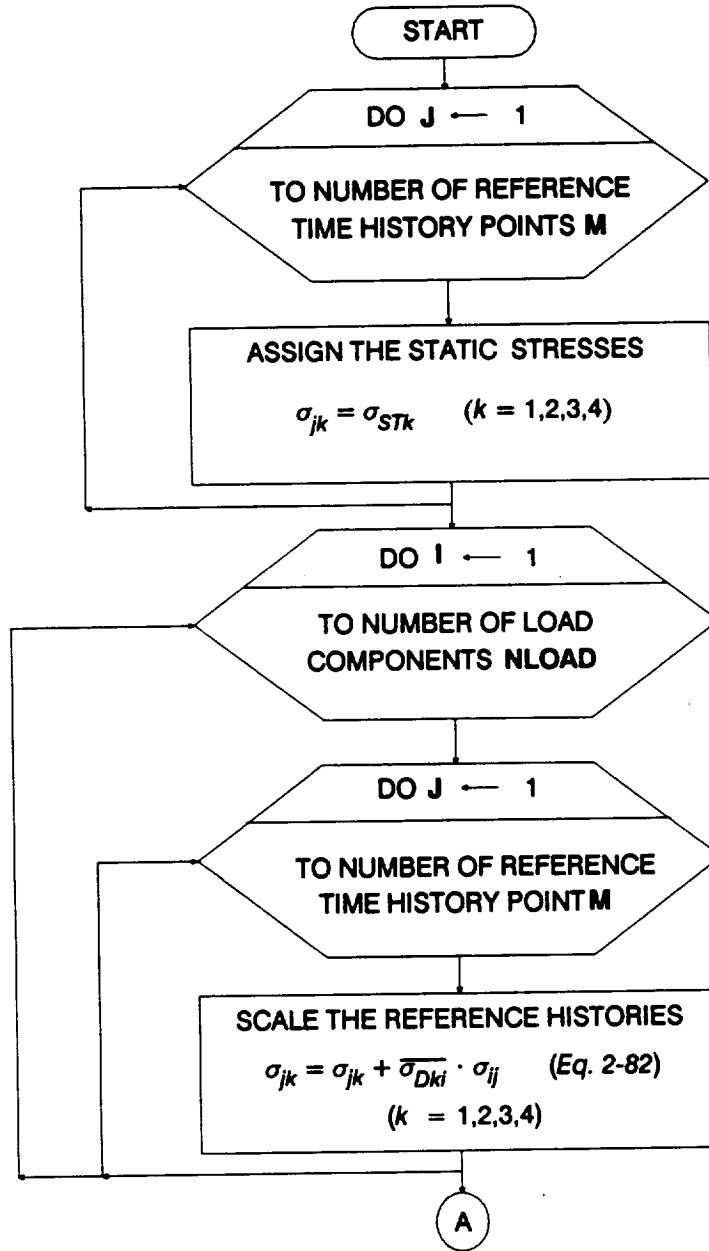 START
DO J ← 1
TO NUMBER OF REFERENCE
TIME HISTORY POINTS M
ASSIGN THE STATIC STRESSES
σjk = σSTk (k = 1,2,3,4)
DO I ← 1
TO NUMBER OF LOAD
COMPONENTS NLOAD
DO J ← 1
TO NUMBER OF REFERENCE
TIME HISTORY POINT M
SCALE THE REFERENCE HISTORIES
σjk = σjk + σ̅D̅k̅i̅ · σij (Eq. 2-82)
(k = 1,2,3,4)
A